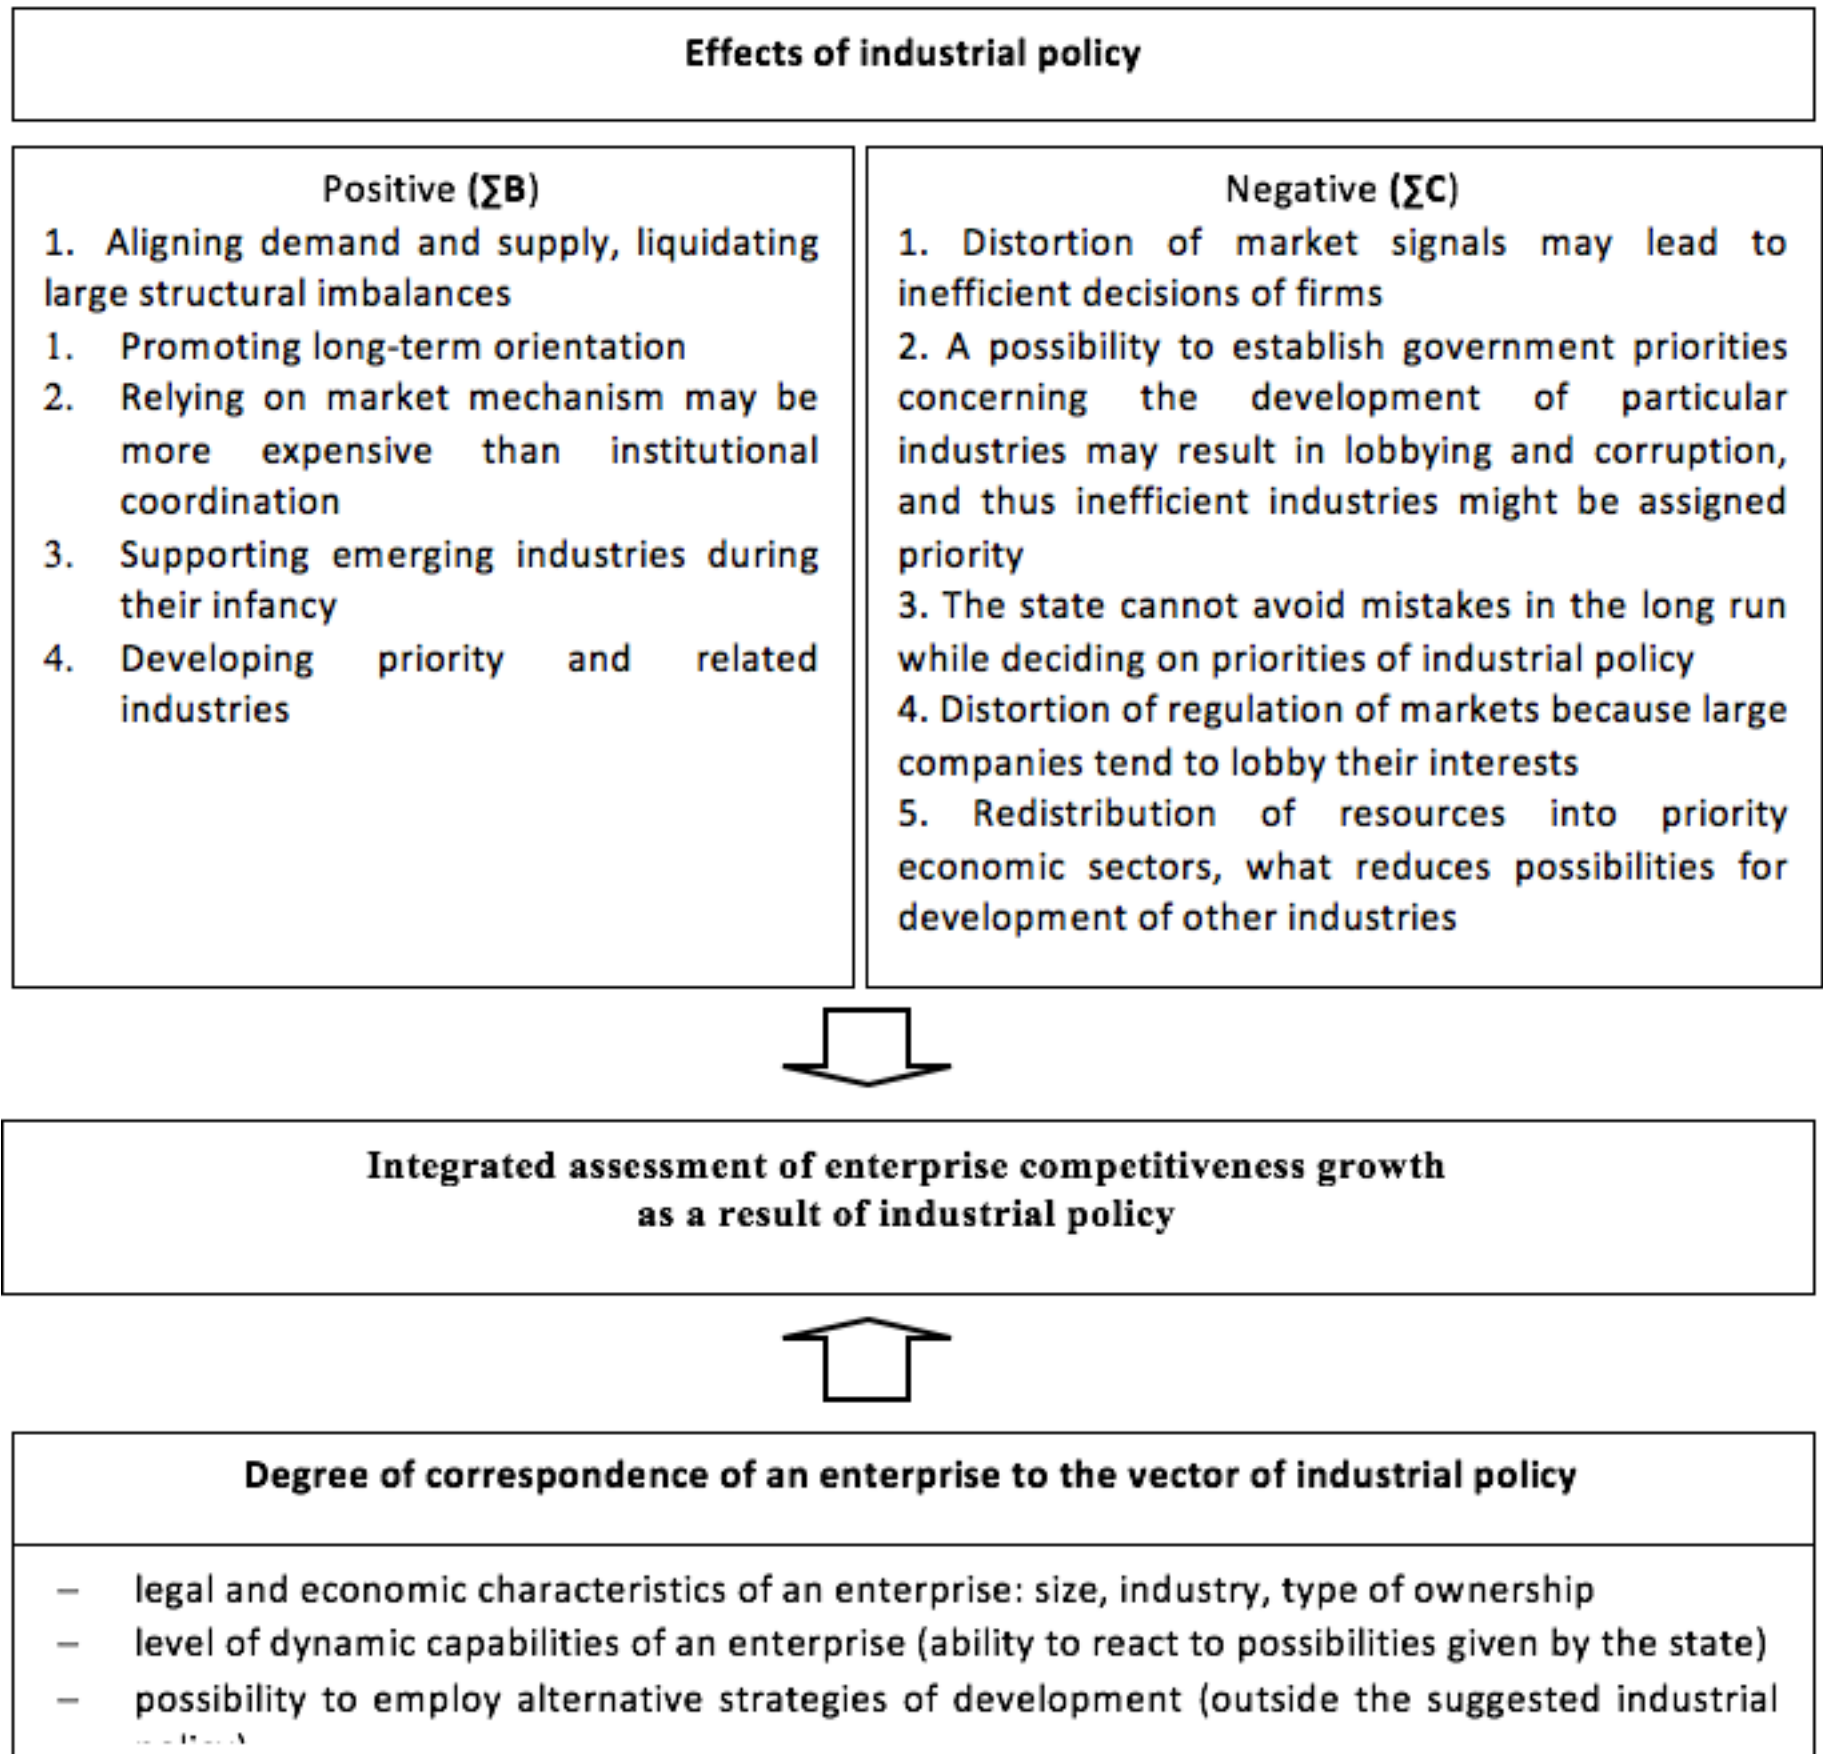 Effects of industrial policy
Positive (∑B)
1. Aligning demand and supply, liquidating
large structural imbalances
1. Promoting long-term orientation
2. Relying on market mechanism may be
more expensive than institutional
coordination
3. Supporting emerging industries during
their infancy
4. Developing priority and related
industries
Negative (∑C)
1. Distortion of market signals may lead to
inefficient decisions of firms
2. A possibility to establish government priorities
concerning the development of particular
industries may result in lobbying and corruption,
and thus inefficient industries might be assigned
priority
3. The state cannot avoid mistakes in the long run
while deciding on priorities of industrial policy
4. Distortion of regulation of markets because large
companies tend to lobby their interests
5. Redistribution of resources into priority
economic sectors, what reduces possibilities for
development of other industries
Integrated assessment of enterprise competitiveness growth
as a result of industrial policy
Degree of correspondence of an enterprise to the vector of industrial policy
– legal and economic characteristics of an enterprise: size, industry, type of ownership
– level of dynamic capabilities of an enterprise (ability to react to possibilities given by the state)
– possibility to employ alternative strategies of development (outside the suggested industrial